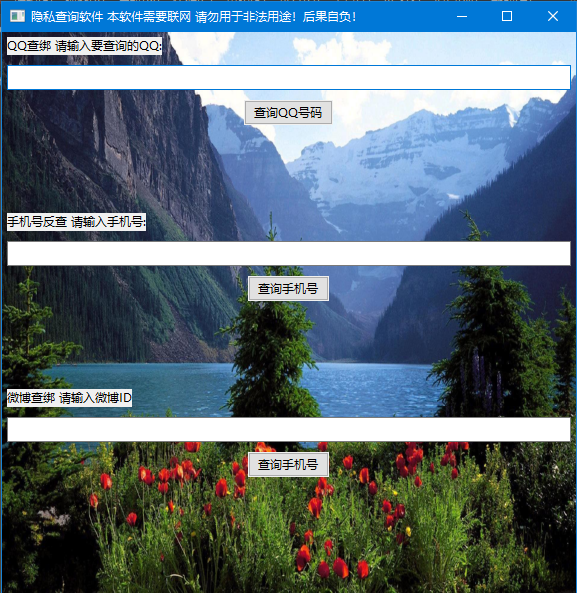 隐私查询软件 本软件需要联网 请勿用于非法用途！后果自负！
QQ查绑 请输入要查询的QQ:
查询QQ号码
手机号反查 请输入手机号:
查询手机号
微博查绑 请输入微博ID
查询手机号